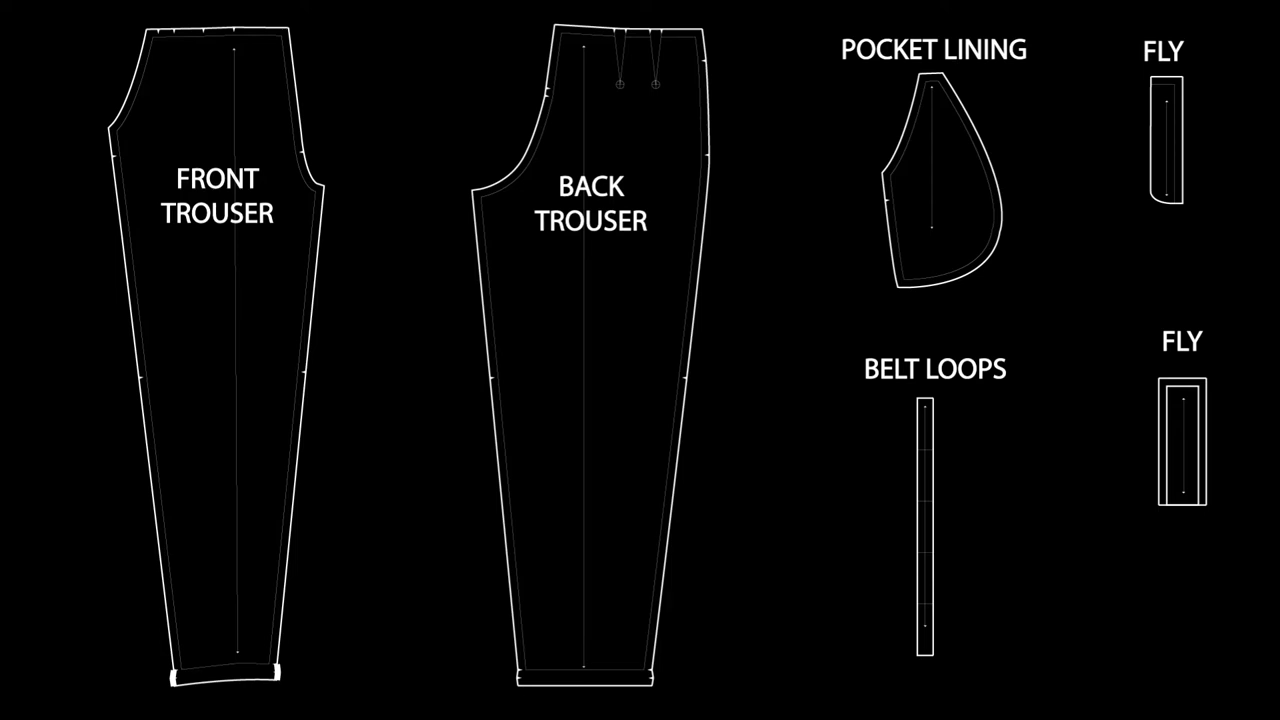 FRONT
TROUSER
BACK
TROUSER
POCKET LINING
FLY
BELT LOOPS
FLY